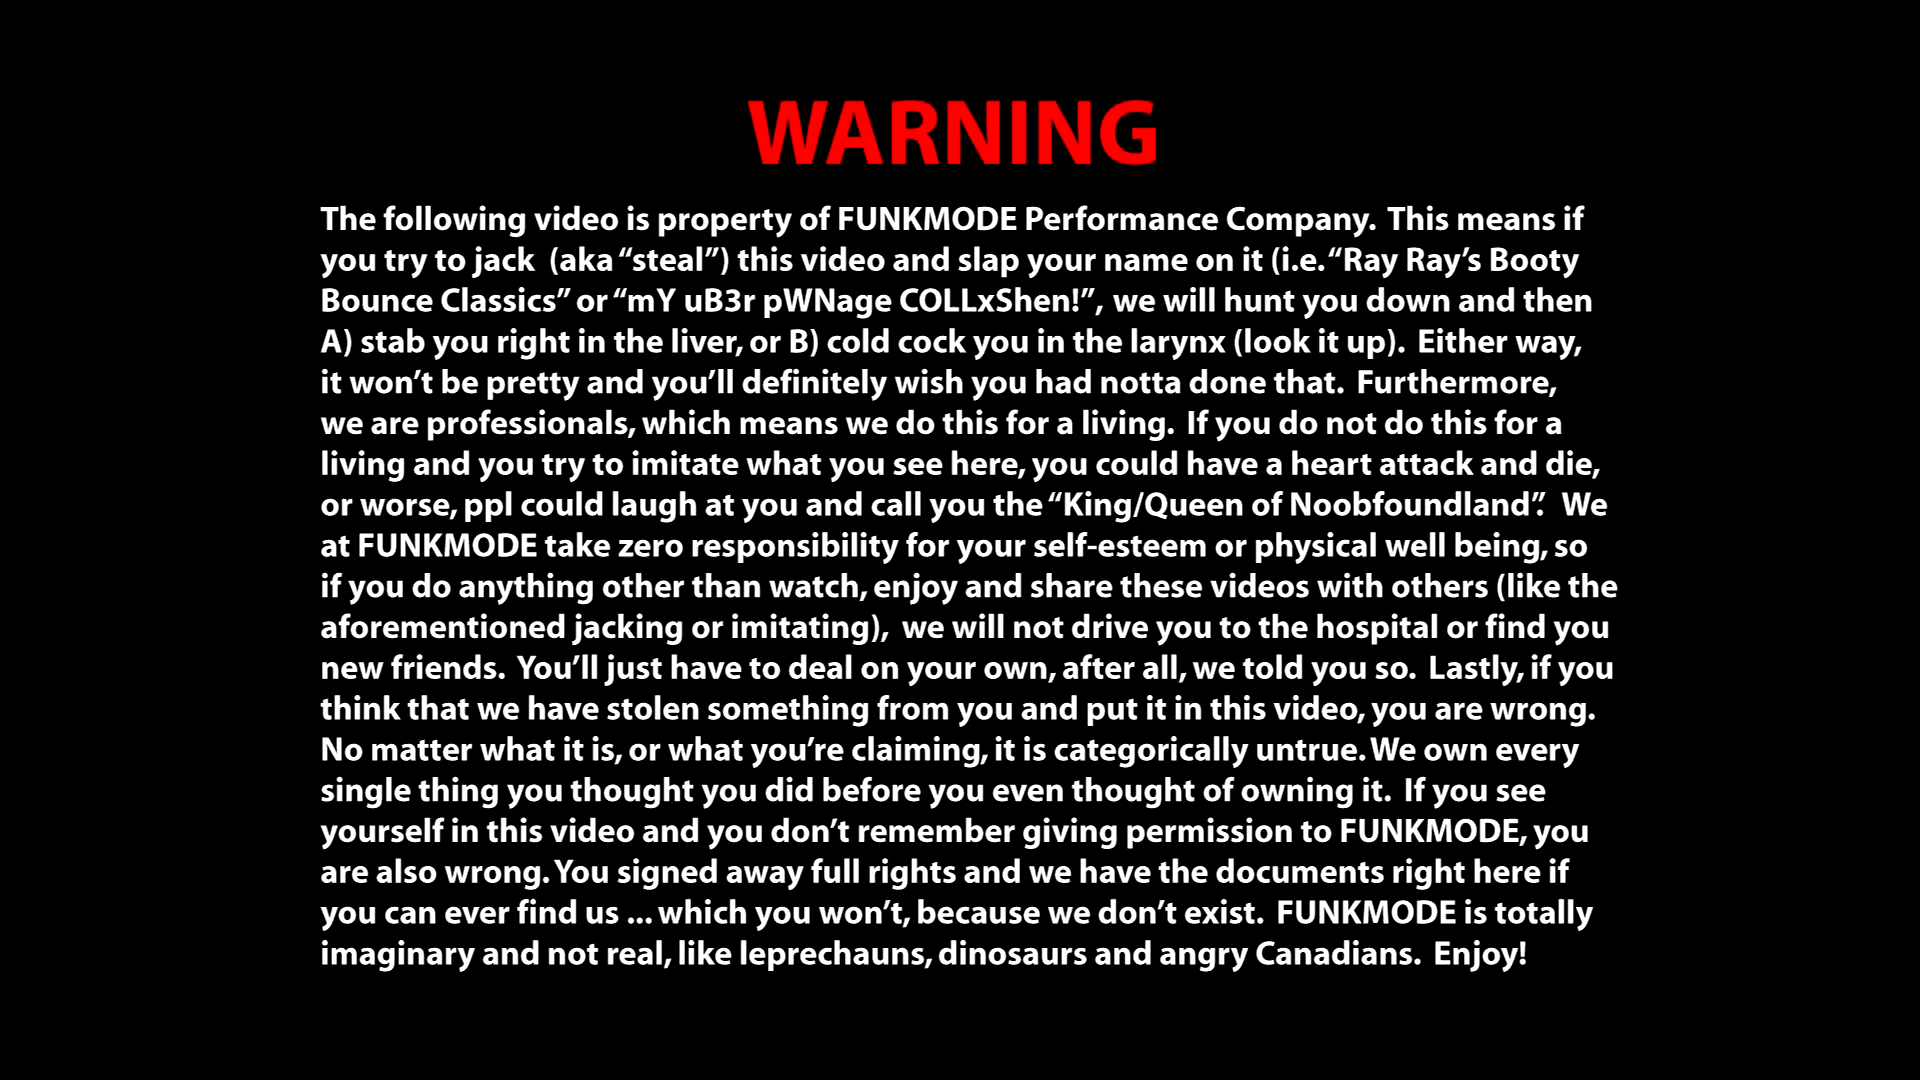 WARNING
The following video is property of FUNKMODE Performance Company.  This means if
you try to jack  (aka “steal”) this video and slap your name on it (i.e. “Ray Ray’s Booty
Bounce Classics” or “mY uB3r pWNage COLLxShen!”, we will hunt you down and then
A) stab you right in the liver, or B) cold cock you in the larynx (look it up).  Either way,
it won’t be pretty and you’ll definitely wish you had notta done that.  Furthermore,
we are professionals, which means we do this for a living.  If you do not do this for a
living and you try to imitate what you see here, you could have a heart attack and die,
or worse, ppl could laugh at you and call you the “King/Queen of Noobfoundland”.  We
at FUNKMODE take zero responsibility for your self-esteem or physical well being, so
if you do anything other than watch, enjoy and share these videos with others (like the
aforementioned jacking or imitating),  we will not drive you to the hospital or find you
new friends.  You’ll just have to deal on your own, after all, we told you so.  Lastly, if you
think that we have stolen something from you and put it in this video, you are wrong.
No matter what it is, or what you’re claiming, it is categorically untrue. We own every
single thing you thought you did before you even thought of owning it.  If you see
yourself in this video and you don’t remember giving permission to FUNKMODE, you
are also wrong. You signed away full rights and we have the documents right here if
you can ever find us ... which you won’t, because we don’t exist.  FUNKMODE is totally
imaginary and not real, like leprechauns, dinosaurs and angry Canadians.  Enjoy!